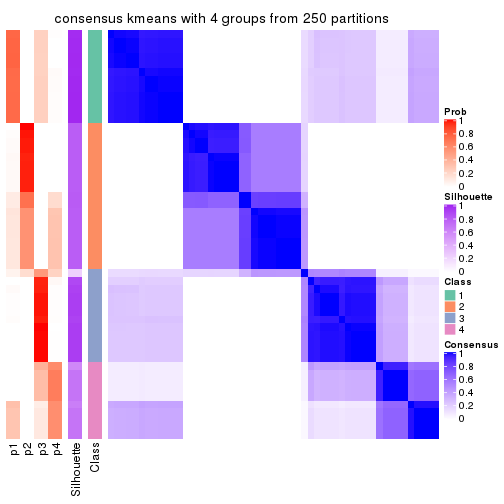 consensus kmeans with 4 groups from 250 partitions
Prob
1
0.8
0.6
0.4
0.2
0
Silhouette
1
0.8
0.6
0.4
0.2
0
Class
1
2
3
4
Consensus
1
0.8
0.6
0.4
0.2
0
p1
p2
p3
p4
Silhouette
Class